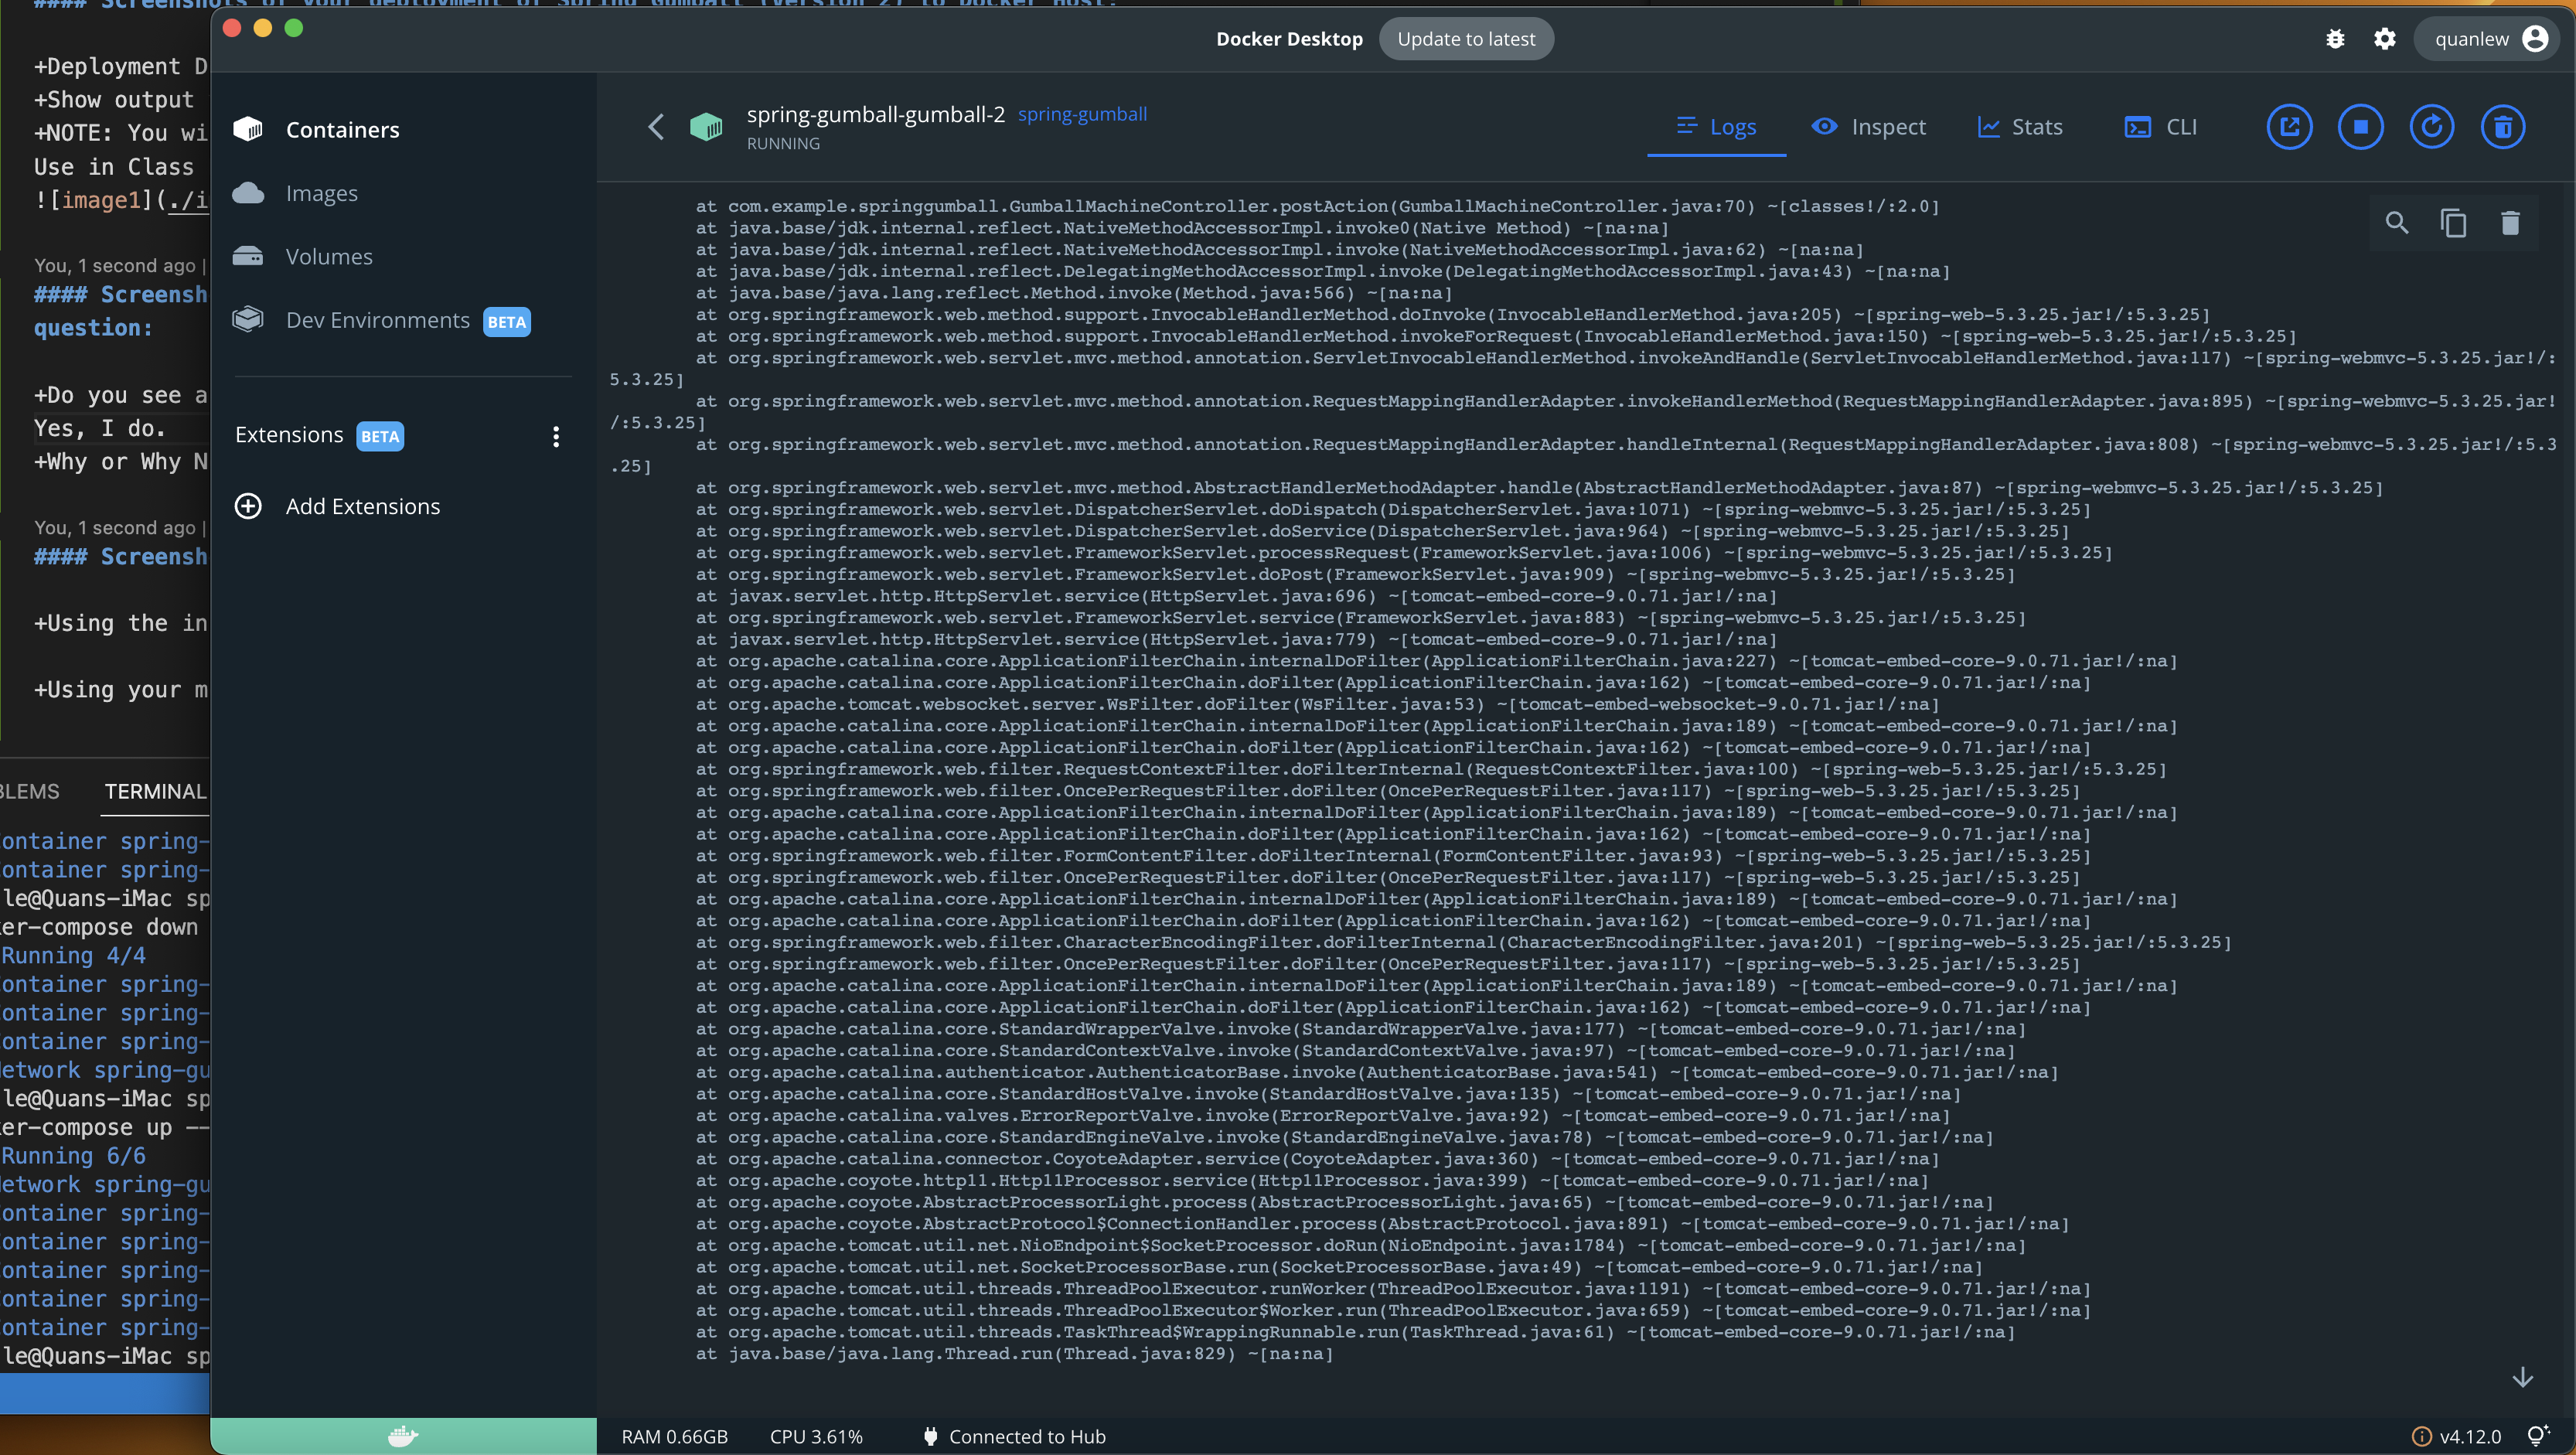 #### Screenshots of your deployment of Spring Gumball (Version 2) to Docker Host.
+Deployment D
+Show output
+NOTE: You wi
Use in Class
![image1](./i
You, 1 second ago |
#### Screensh
question:
+Do you see a
Yes, I do.
+Why or Why N
You, 1 second ago |
#### Screensh
+Using the in
+Using your m
BLEMS TERMINAL
ontainer spring-
ontainer spring-
le@Quans-iMac sp
er-compose down
Running 4/4
ontainer spring-
ontainer spring-
ontainer spring-
etwork spring-gu
le@Quans-iMac sp
er-compose up --
Running 6/6
etwork spring-gu
ontainer spring-
ontainer spring-
ontainer spring-
ontainer spring-
ontainer spring-
le@Quans-iMac sp
Docker Desktop Update to latest
quanlew
Containers
Images
Volumes
Dev Environments BETA
Extensions BETA
Add Extensions
spring-gumball-gumball-2 spring-gumball
RUNNING
Logs Inspect Stats CLI
at com.example.springgumball.GumballMachineController.postAction(GumballMachineController.java:70) ~[classes!/:2.0]
at java.base/jdk.internal.reflect.NativeMethodAccessorImpl.invoke0(Native Method) ~[na:na]
at java.base/jdk.internal.reflect.NativeMethodAccessorImpl.invoke(NativeMethodAccessorImpl.java:62) ~[na:na]
at java.base/jdk.internal.reflect.DelegatingMethodAccessorImpl.invoke(DelegatingMethodAccessorImpl.java:43) ~[na:na]
at java.base/java.lang.reflect.Method.invoke(Method.java:566) ~[na:na]
at org.springframework.web.method.support.InvocableHandlerMethod.doInvoke(InvocableHandlerMethod.java:205) ~[spring-web-5.3.25.jar!/:5.3.25]
at org.springframework.web.method.support.InvocableHandlerMethod.invokeForRequest(InvocableHandlerMethod.java:150) ~[spring-web-5.3.25.jar!/:5.3.25]
at org.springframework.web.servlet.mvc.method.annotation.ServletInvocableHandlerMethod.invokeAndHandle(ServletInvocableHandlerMethod.java:117) ~[spring-webmvc-5.3.25.jar!/:
5.3.25]
at org.springframework.web.servlet.mvc.method.annotation.RequestMappingHandlerAdapter.invokeHandlerMethod(RequestMappingHandlerAdapter.java:895) ~[spring-webmvc-5.3.25.jar!
/:5.3.25]
at org.springframework.web.servlet.mvc.method.annotation.RequestMappingHandlerAdapter.handleInternal(RequestMappingHandlerAdapter.java:808) ~[spring-webmvc-5.3.25.jar!/:5.3
.25]
at org.springframework.web.servlet.mvc.method.AbstractHandlerMethodAdapter.handle(AbstractHandlerMethodAdapter.java:87) ~[spring-webmvc-5.3.25.jar!/:5.3.25]
at org.springframework.web.servlet.DispatcherServlet.doDispatch(DispatcherServlet.java:1071) ~[spring-webmvc-5.3.25.jar!/:5.3.25]
at org.springframework.web.servlet.DispatcherServlet.doService(DispatcherServlet.java:964) ~[spring-webmvc-5.3.25.jar!/:5.3.25]
at org.springframework.web.servlet.FrameworkServlet.processRequest(FrameworkServlet.java:1006) ~[spring-webmvc-5.3.25.jar!/:5.3.25]
at org.springframework.web.servlet.FrameworkServlet.doPost(FrameworkServlet.java:909) ~[spring-webmvc-5.3.25.jar!/:5.3.25]
at javax.servlet.http.HttpServlet.service(HttpServlet.java:696) ~[tomcat-embed-core-9.0.71.jar!/:na]
at org.springframework.web.servlet.FrameworkServlet.service(FrameworkServlet.java:883) ~[spring-webmvc-5.3.25.jar!/:5.3.25]
at javax.servlet.http.HttpServlet.service(HttpServlet.java:779) ~[tomcat-embed-core-9.0.71.jar!/:na]
at org.apache.catalina.core.ApplicationFilterChain.internalDoFilter(ApplicationFilterChain.java:227) ~[tomcat-embed-core-9.0.71.jar!/:na]
at org.apache.catalina.core.ApplicationFilterChain.doFilter(ApplicationFilterChain.java:162) ~[tomcat-embed-core-9.0.71.jar!/:na]
at org.apache.tomcat.websocket.server.WsFilter.doFilter(WsFilter.java:53) ~[tomcat-embed-websocket-9.0.71.jar!/:na]
at org.apache.catalina.core.ApplicationFilterChain.internalDoFilter(ApplicationFilterChain.java:189) ~[tomcat-embed-core-9.0.71.jar!/:na]
at org.apache.catalina.core.ApplicationFilterChain.doFilter(ApplicationFilterChain.java:162) ~[tomcat-embed-core-9.0.71.jar!/:na]
at org.springframework.web.filter.RequestContextFilter.doFilterInternal(RequestContextFilter.java:100) ~[spring-web-5.3.25.jar!/:5.3.25]
at org.springframework.web.filter.OncePerRequestFilter.doFilter(OncePerRequestFilter.java:117) ~[spring-web-5.3.25.jar!/:5.3.25]
at org.apache.catalina.core.ApplicationFilterChain.internalDoFilter(ApplicationFilterChain.java:189) ~[tomcat-embed-core-9.0.71.jar!/:na]
at org.apache.catalina.core.ApplicationFilterChain.doFilter(ApplicationFilterChain.java:162) ~[tomcat-embed-core-9.0.71.jar!/:na]
at org.springframework.web.filter.FormContentFilter.doFilterInternal(FormContentFilter.java:93) ~[spring-web-5.3.25.jar!/:5.3.25]
at org.springframework.web.filter.OncePerRequestFilter.doFilter(OncePerRequestFilter.java:117) ~[spring-web-5.3.25.jar!/:5.3.25]
at org.apache.catalina.core.ApplicationFilterChain.internalDoFilter(ApplicationFilterChain.java:189) ~[tomcat-embed-core-9.0.71.jar!/:na]
at org.apache.catalina.core.ApplicationFilterChain.doFilter(ApplicationFilterChain.java:162) ~[tomcat-embed-core-9.0.71.jar!/:na]
at org.springframework.web.filter.CharacterEncodingFilter.doFilterInternal(CharacterEncodingFilter.java:201) ~[spring-web-5.3.25.jar!/:5.3.25]
at org.springframework.web.filter.OncePerRequestFilter.doFilter(OncePerRequestFilter.java:117) ~[spring-web-5.3.25.jar!/:5.3.25]
at org.apache.catalina.core.ApplicationFilterChain.internalDoFilter(ApplicationFilterChain.java:189) ~[tomcat-embed-core-9.0.71.jar!/:na]
at org.apache.catalina.core.ApplicationFilterChain.doFilter(ApplicationFilterChain.java:162) ~[tomcat-embed-core-9.0.71.jar!/:na]
at org.apache.catalina.core.StandardWrapperValve.invoke(StandardWrapperValve.java:177) ~[tomcat-embed-core-9.0.71.jar!/:na]
at org.apache.catalina.core.StandardContextValve.invoke(StandardContextValve.java:97) ~[tomcat-embed-core-9.0.71.jar!/:na]
at org.apache.catalina.authenticator.AuthenticatorBase.invoke(AuthenticatorBase.java:541) ~[tomcat-embed-core-9.0.71.jar!/:na]
at org.apache.catalina.core.StandardHostValve.invoke(StandardHostValve.java:135) ~[tomcat-embed-core-9.0.71.jar!/:na]
at org.apache.catalina.valves.ErrorReportValve.invoke(ErrorReportValve.java:92) ~[tomcat-embed-core-9.0.71.jar!/:na]
at org.apache.catalina.core.StandardEngineValve.invoke(StandardEngineValve.java:78) ~[tomcat-embed-core-9.0.71.jar!/:na]
at org.apache.catalina.connector.CoyoteAdapter.service(CoyoteAdapter.java:360) ~[tomcat-embed-core-9.0.71.jar!/:na]
at org.apache.coyote.http11.Http11Processor.service(Http11Processor.java:399) ~[tomcat-embed-core-9.0.71.jar!/:na]
at org.apache.coyote.AbstractProcessorLight.process(AbstractProcessorLight.java:65) ~[tomcat-embed-core-9.0.71.jar!/:na]
at org.apache.coyote.AbstractProtocol$ConnectionHandler.process(AbstractProtocol.java:891) ~[tomcat-embed-core-9.0.71.jar!/:na]
at org.apache.tomcat.util.net.NioEndpoint$SocketProcessor.doRun(NioEndpoint.java:1784) ~[tomcat-embed-core-9.0.71.jar!/:na]
at org.apache.tomcat.util.net.SocketProcessorBase.run(SocketProcessorBase.java:49) ~[tomcat-embed-core-9.0.71.jar!/:na]
at org.apache.tomcat.util.threads.ThreadPoolExecutor.runWorker(ThreadPoolExecutor.java:1191) ~[tomcat-embed-core-9.0.71.jar!/:na]
at org.apache.tomcat.util.threads.ThreadPoolExecutor$Worker.run(ThreadPoolExecutor.java:659) ~[tomcat-embed-core-9.0.71.jar!/:na]
at org.apache.tomcat.util.threads.TaskThread$WrappingRunnable.run(TaskThread.java:61) ~[tomcat-embed-core-9.0.71.jar!/:na]
at java.base/java.lang.Thread.run(Thread.java:829) ~[na:na]
RAM 0.66GB CPU 3.61% Connected to Hub v4.12.0